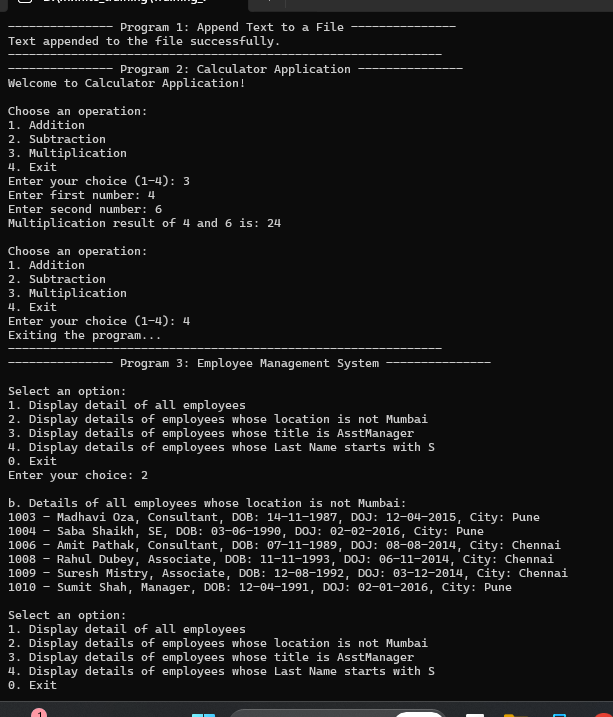 ——————————————— Program 1: Append Text to a File ———————————————
Text appended to the file successfully.
——————————————————————————————————————————————————————————————
——————————————— Program 2: Calculator Application ———————————————
Welcome to Calculator Application!
Choose an operation:
1. Addition
2. Subtraction
3. Multiplication
4. Exit
Enter your choice (1-4): 3
Enter first number: 4
Enter second number: 6
Multiplication result of 4 and 6 is: 24
Choose an operation:
1. Addition
2. Subtraction
3. Multiplication
4. Exit
Enter your choice (1-4): 4
Exiting the program...
——————————————————————————————————————————————————————————————
——————————————— Program 3: Employee Management System ———————————————
Select an option:
1. Display detail of all employees
2. Display details of employees whose location is not Mumbai
3. Display details of employees whose title is AsstManager
4. Display details of employees whose Last Name starts with S
0. Exit
Enter your choice: 2
b. Details of all employees whose location is not Mumbai:
1003 - Madhavi Oza, Consultant, DOB: 14-11-1987, DOJ: 12-04-2015, City: Pune
1004 - Saba Shaikh, SE, DOB: 03-06-1990, DOJ: 02-02-2016, City: Pune
1006 - Amit Pathak, Consultant, DOB: 07-11-1989, DOJ: 08-08-2014, City: Chennai
1008 - Rahul Dubey, Associate, DOB: 11-11-1993, DOJ: 06-11-2014, City: Chennai
1009 - Suresh Mistry, Associate, DOB: 12-08-1992, DOJ: 03-12-2014, City: Chennai
1010 - Sumit Shah, Manager, DOB: 12-04-1991, DOJ: 02-01-2016, City: Pune
Select an option:
1. Display detail of all employees
2. Display details of employees whose location is not Mumbai
3. Display details of employees whose title is AsstManager
4. Display details of employees whose Last Name starts with S
0. Exit
1